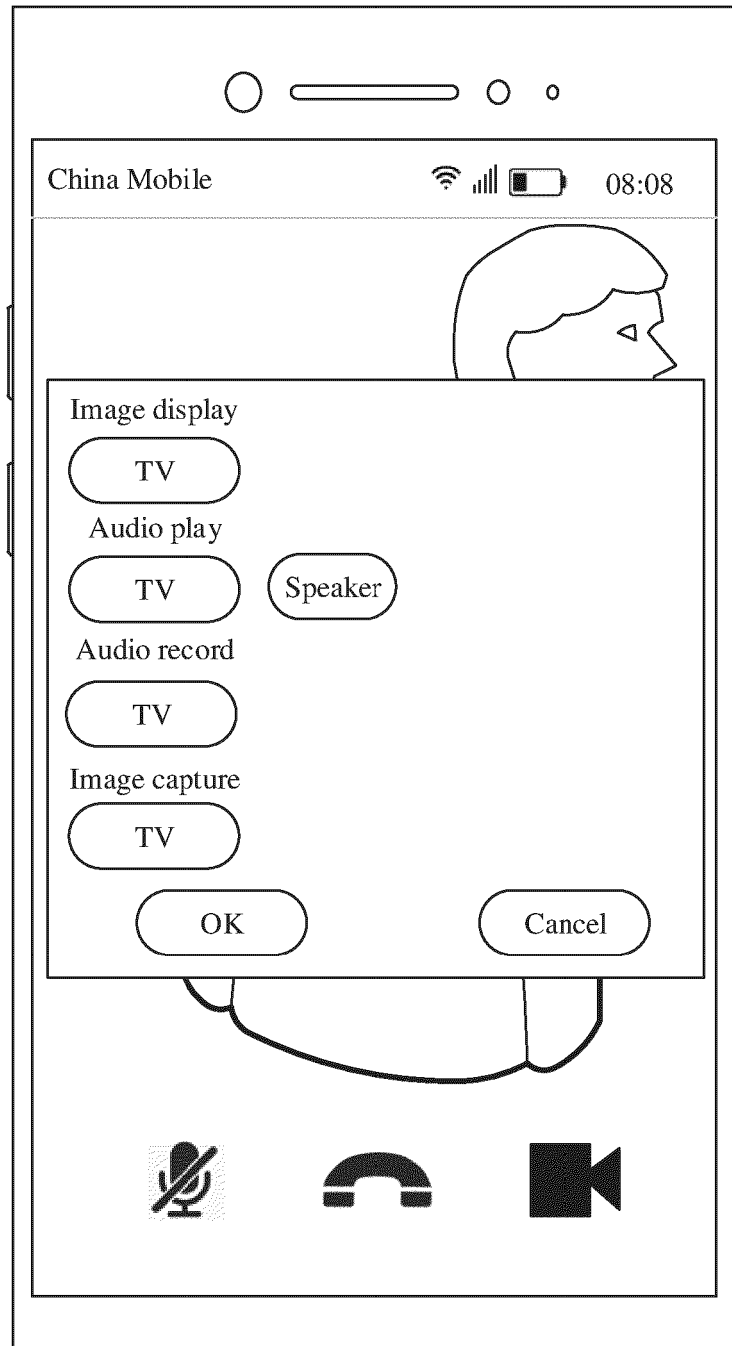 China Mobile 08:08
Image display
TV
Audio play
TV Speaker
Audio record
TV
Image capture
TV
OK Cancel